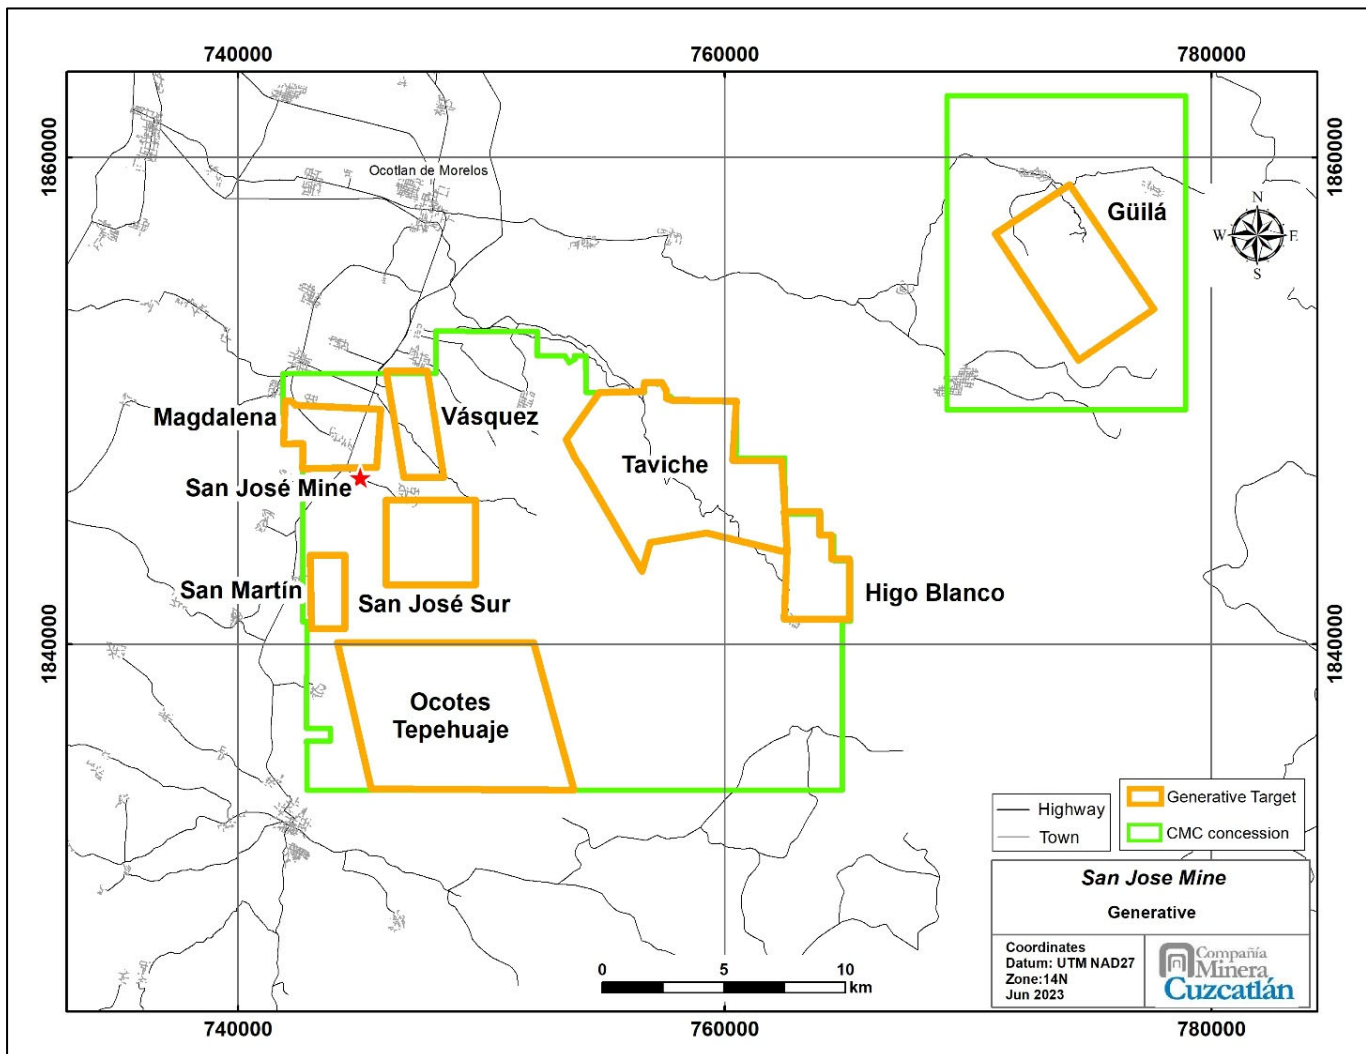 740000
760000
780000
1860000
1860000
Ocotlan de Morelos
Güilá
N
W
E
S
Magdalena
Vásquez
Taviche
San José Mine
San Martín
San José Sur
Higo Blanco
1840000
1840000
Ocotes
Tepehuaje
Highway
Town
Generative Target
CMC concession
San Jose Mine
Generative
Coordinates
Datum: UTM NAD27
Zone:14N
Jun 2023
Compañía
Minera
Cuzcatlán
0
5
10
km
740000
760000
780000